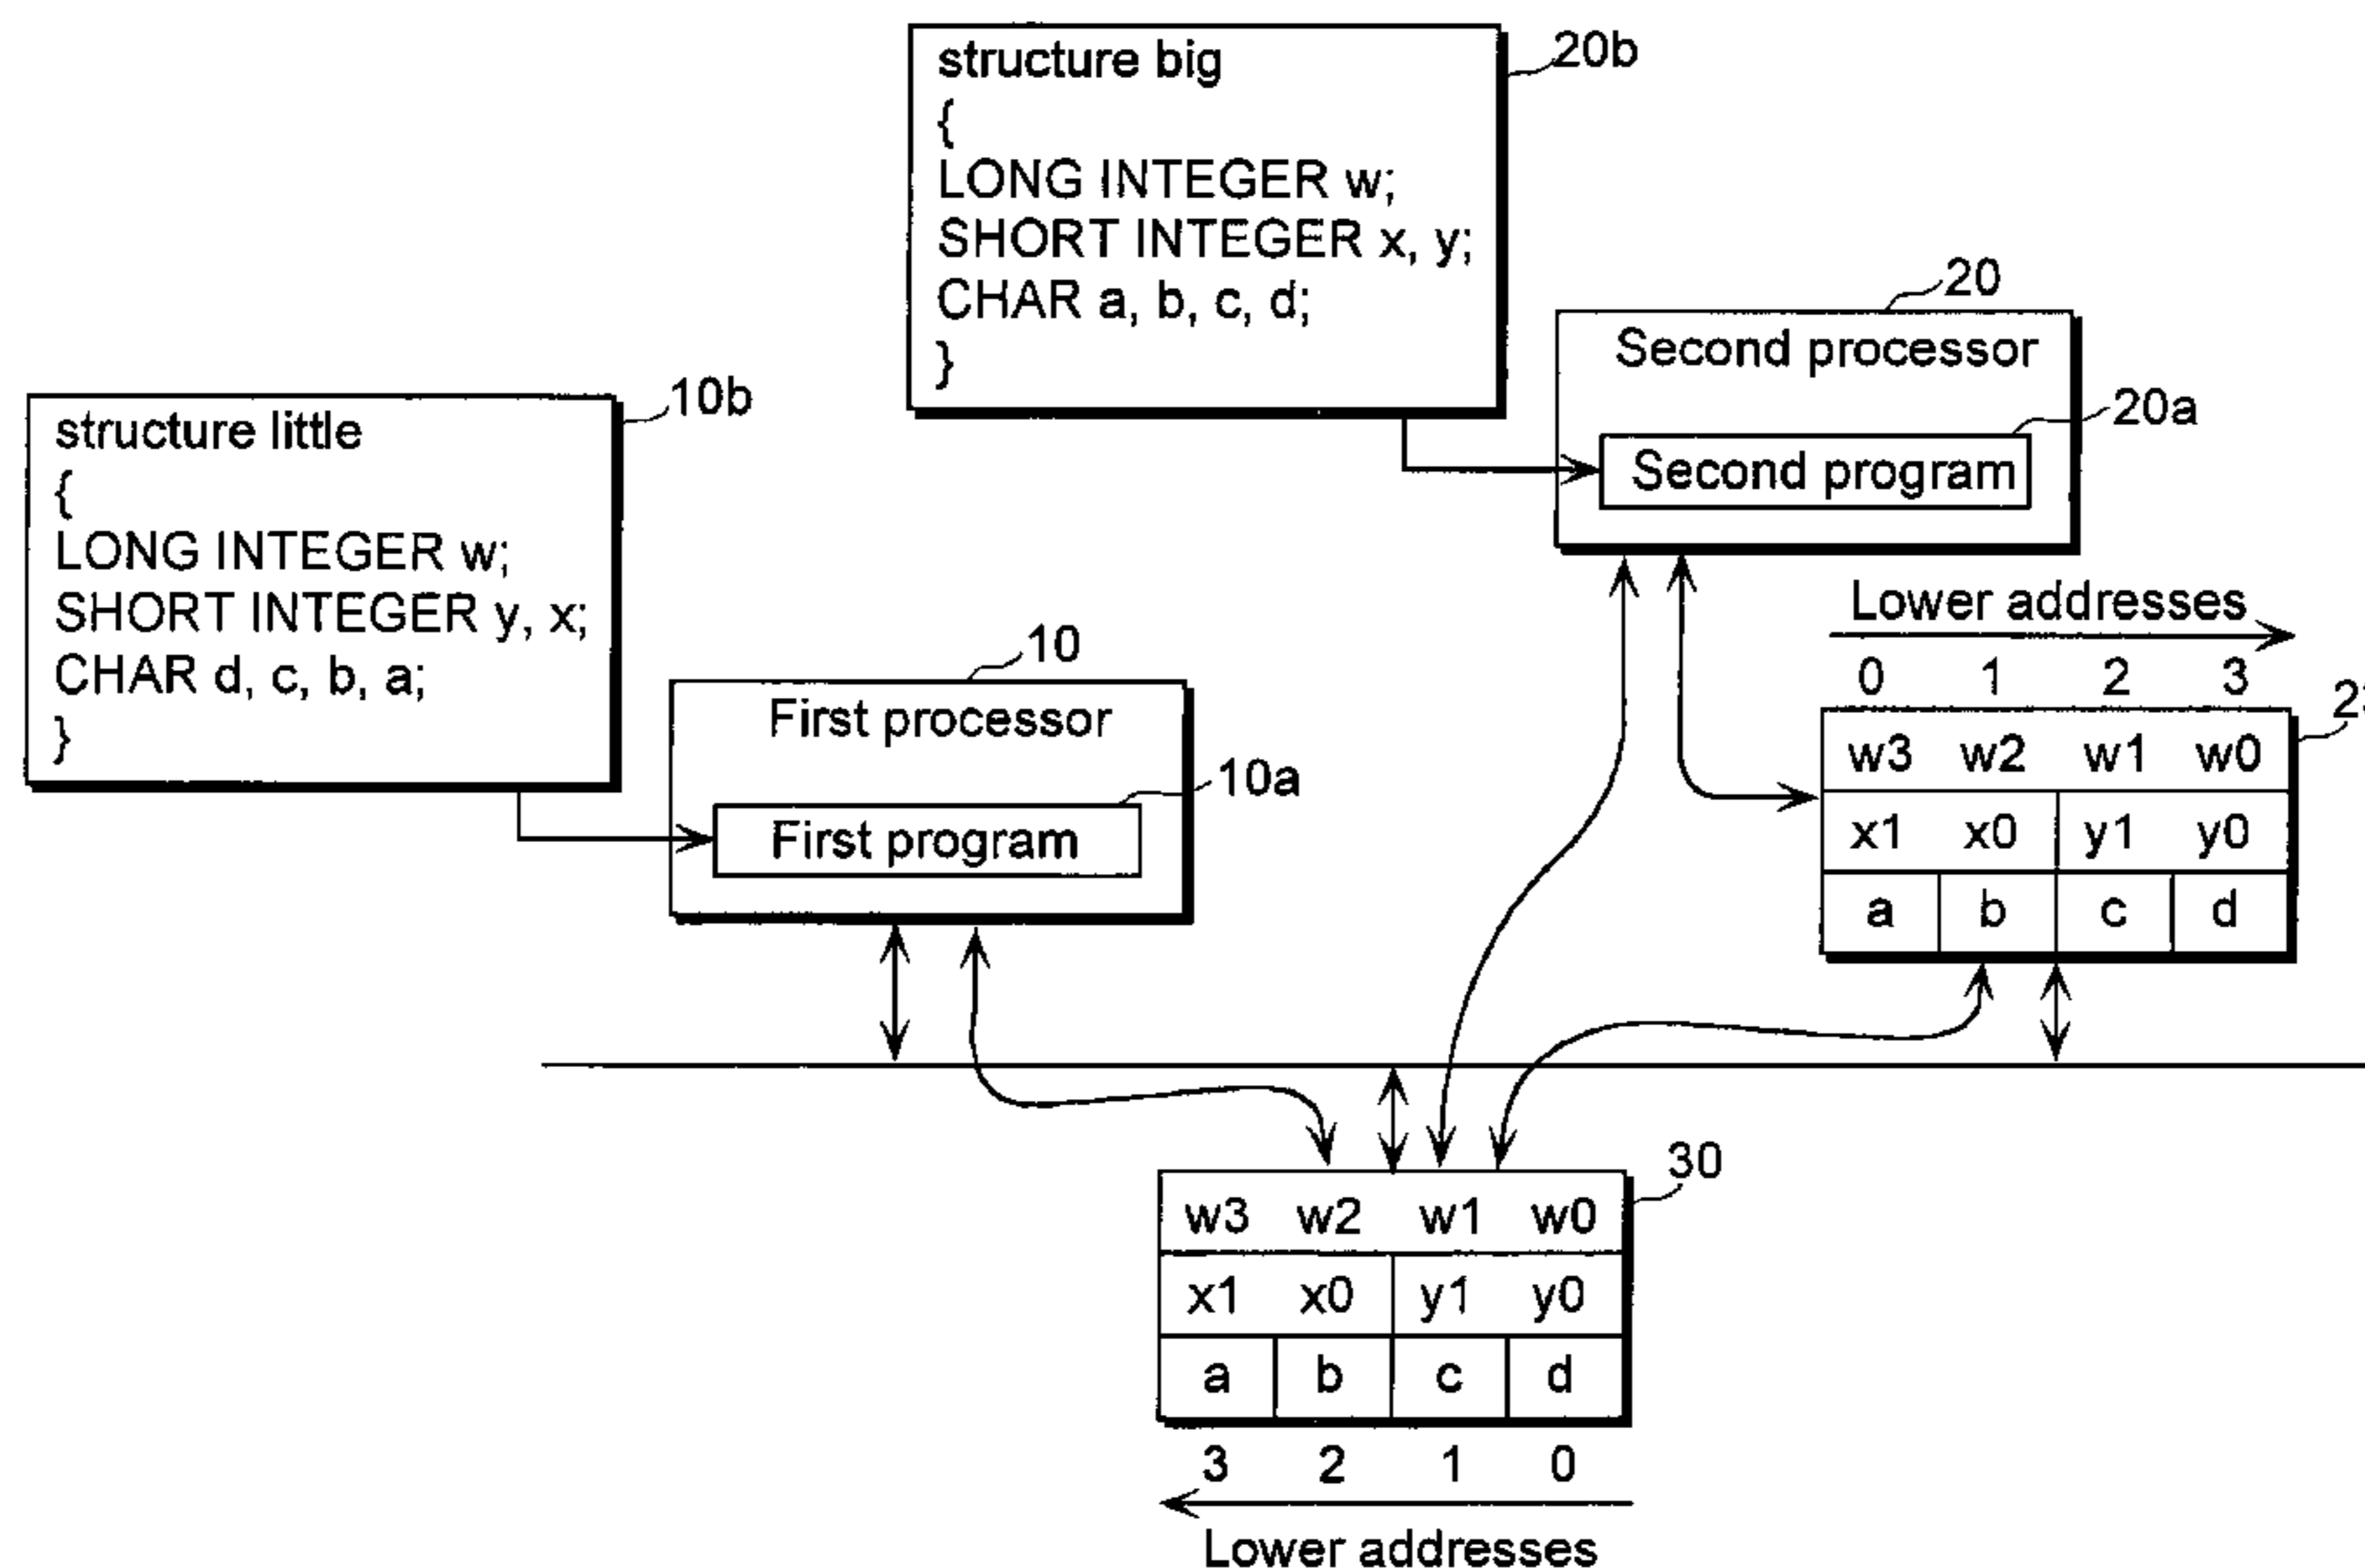 structure big
{
LONG INTEGER w;
SHORT INTEGER x, y;
CHAR a, b, c, d;
}
20b
structure little
{
LONG INTEGER w;
SHORT INTEGER y, x;
CHAR d, c, b, a;
}
10b
20
Second processor
20a
Second program
10
First processor
10a
First program
Lower addresses
0 1 2 3
w3 w2 w1 w0
x1 x0 y1 y0
a b c d
30
w3 w2 w1 w0
x1 x0 y1 y0
a b c d
3 2 1 0
Lower addresses